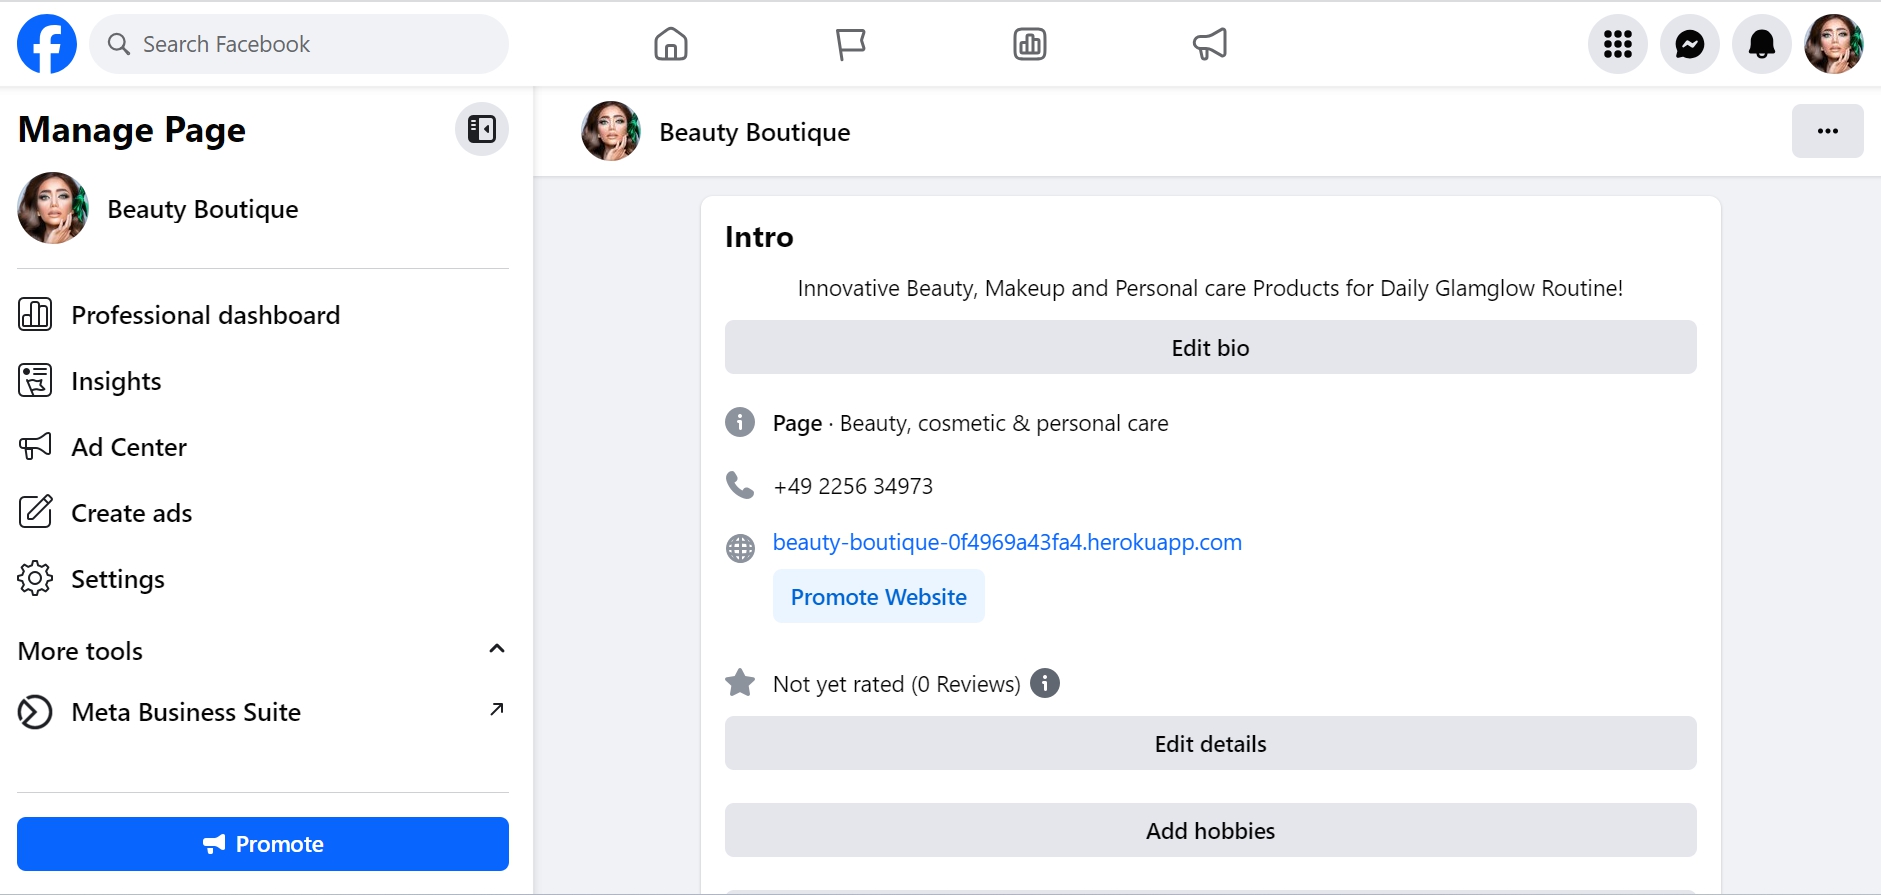 Search Facebook
Manage Page
Beauty Boutique
Professional dashboard
Insights
Ad Center
Create ads
Settings
More tools
Meta Business Suite
Promote
Beauty Boutique
Intro
Innovative Beauty, Makeup and Personal care Products for Daily Glamglow Routine!
Edit bio
Page · Beauty, cosmetic & personal care
+49 2256 34973
beauty-boutique-0f4969a43fa4.herokuapp.com
Promote Website
Not yet rated (0 Reviews)
Edit details
Add hobbies